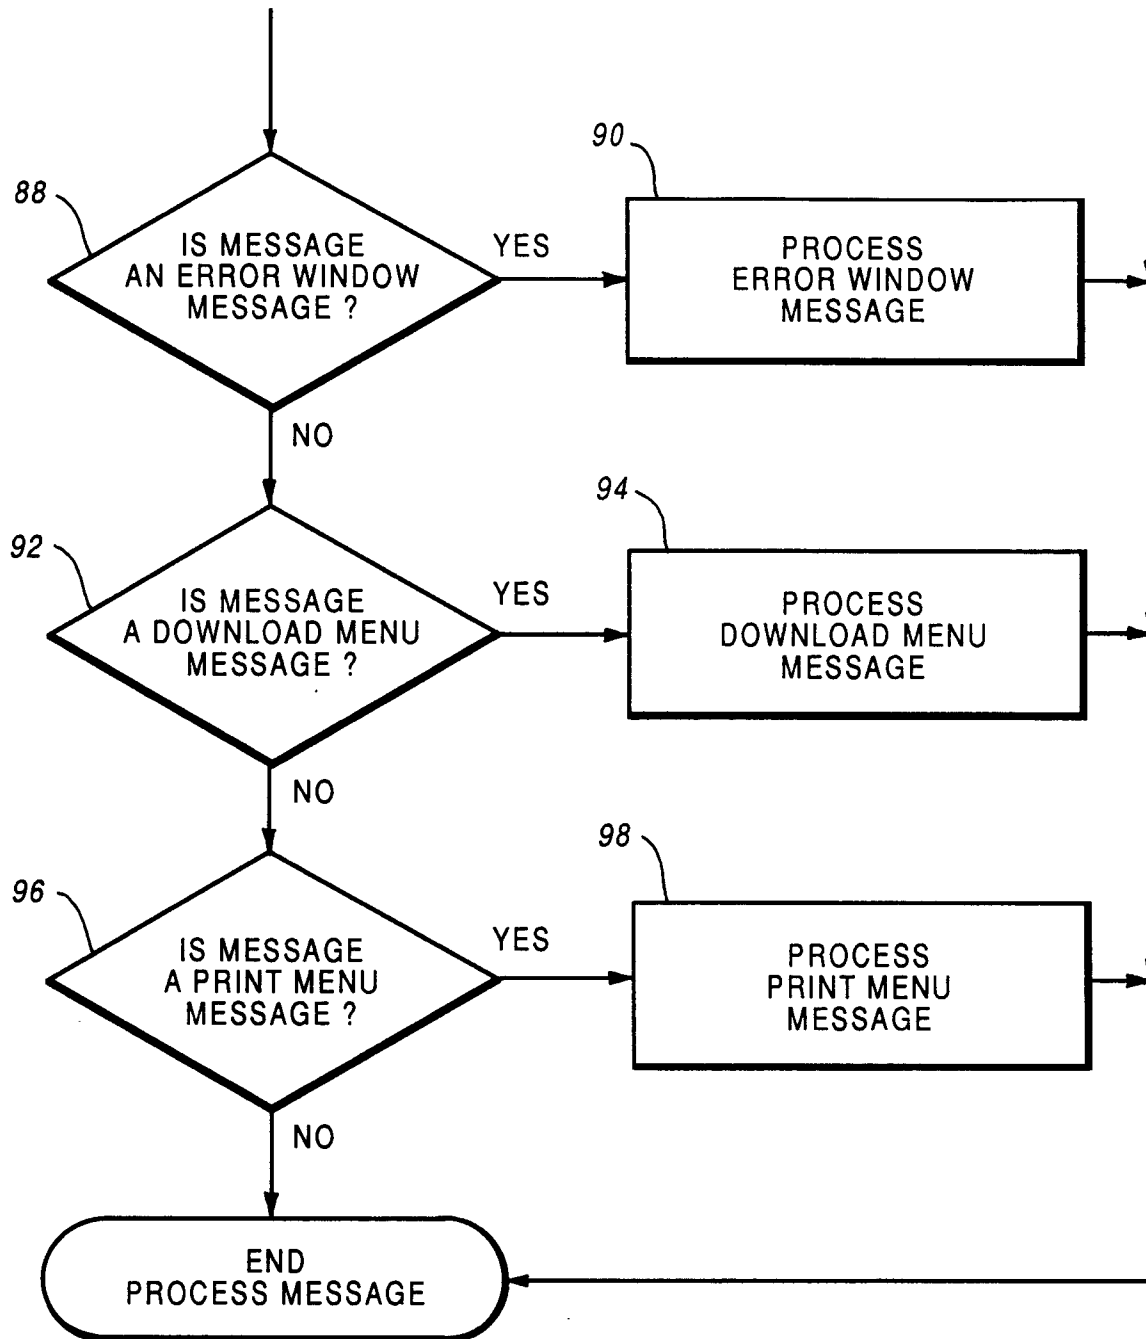 90
88
IS MESSAGE
AN ERROR WINDOW
MESSAGE ?
YES
PROCESS
ERROR WINDOW
MESSAGE
NO
94
92
IS MESSAGE
A DOWNLOAD MENU
MESSAGE ?
YES
PROCESS
DOWNLOAD MENU
MESSAGE
NO
98
96
IS MESSAGE
A PRINT MENU
MESSAGE ?
YES
PROCESS
PRINT MENU
MESSAGE
NO
END
PROCESS MESSAGE